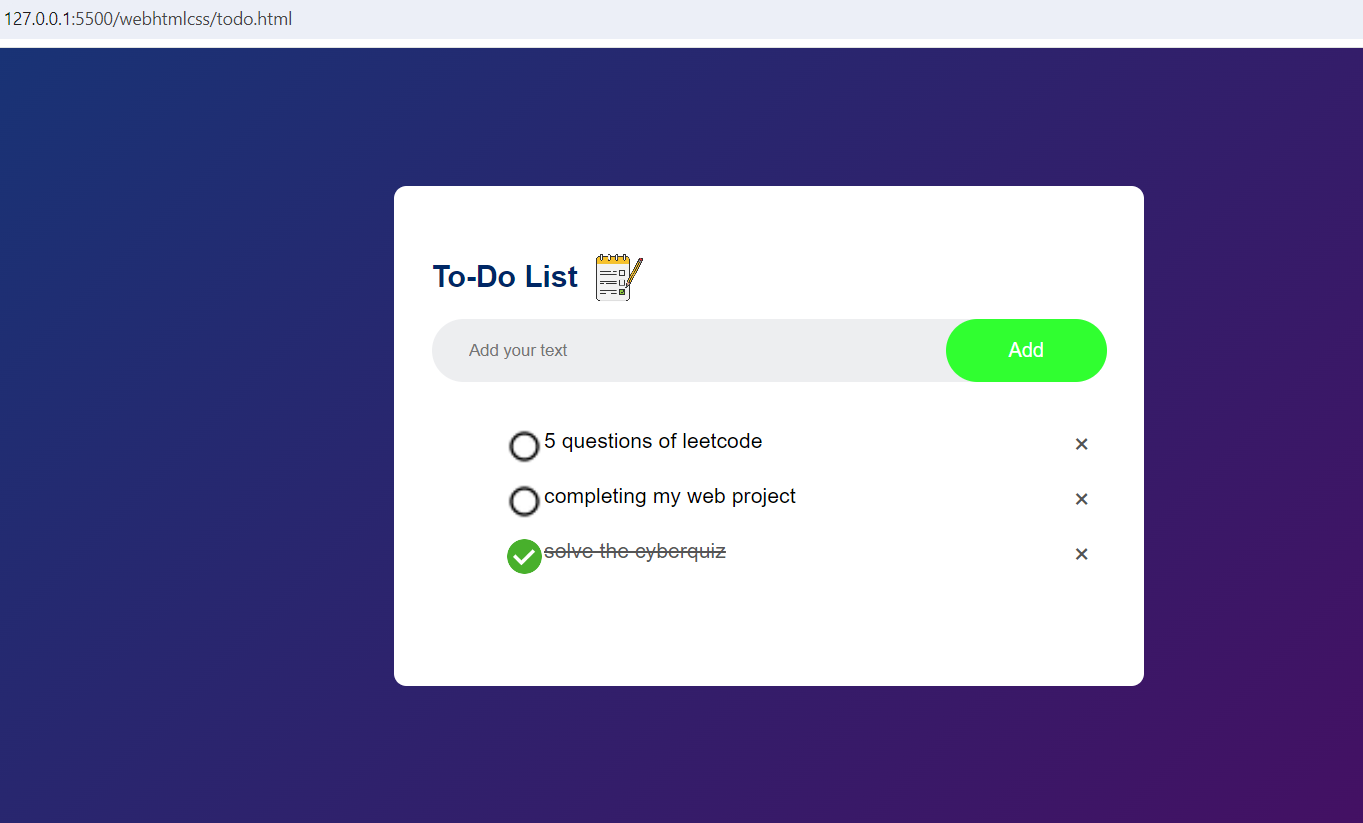 127.0.0.1:5500/webhtmlcss/todo.html
To-Do List
Add your text
Add
5 questions of leetcode ×
completing my web project ×
solve the cyberquiz ×